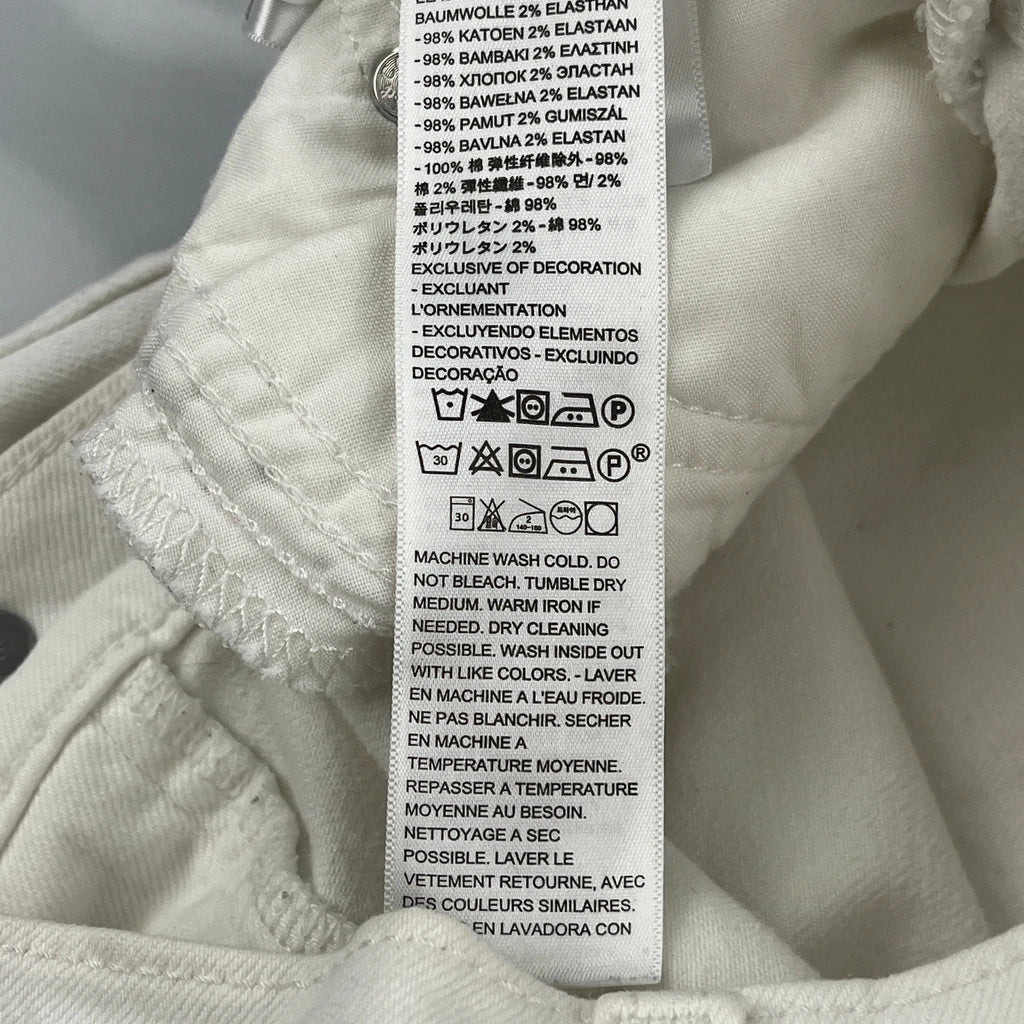 BAUMWOLLE 2% ELASTHAN
- 98% KATOEN 2% ELASTAAN
- 98% ΒΑΜΒΑΚΙ 2% ΕΛΑΣΤΙΝΗ
- 98% ХЛОПОК 2% ЭЛАСТАН
- 98% BAWEŁNA 2% ELASTAN
- 98% PAMUT 2% GUMISZÁL
- 98% BAVLNA 2% ELASTAN
- 100% 棉 弹性纤维除外 - 98%
棉 2% 彈性纖維 - 98% 면/ 2%
폴리우레탄 - 綿 98%
ポリウレタン 2% - 綿 98%
ポリウレタン 2%
EXCLUSIVE OF DECORATION
- EXCLUANT
L'ORNEMENTATION
- EXCLUYENDO ELEMENTOS
DECORATIVOS - EXCLUINDO
DECORAÇÃO
P
30 P ®
30 2 140~160 드라이
MACHINE WASH COLD. DO
NOT BLEACH. TUMBLE DRY
MEDIUM. WARM IRON IF
NEEDED. DRY CLEANING
POSSIBLE. WASH INSIDE OUT
WITH LIKE COLORS. - LAVER
EN MACHINE A L'EAU FROIDE.
NE PAS BLANCHIR. SECHER
EN MACHINE A
TEMPERATURE MOYENNE.
REPASSER A TEMPERATURE
MOYENNE AU BESOIN.
NETTOYAGE A SEC
POSSIBLE. LAVER LE
VETEMENT RETOURNE, AVEC
DES COULEURS SIMILAIRES.
EN LAVADORA CON